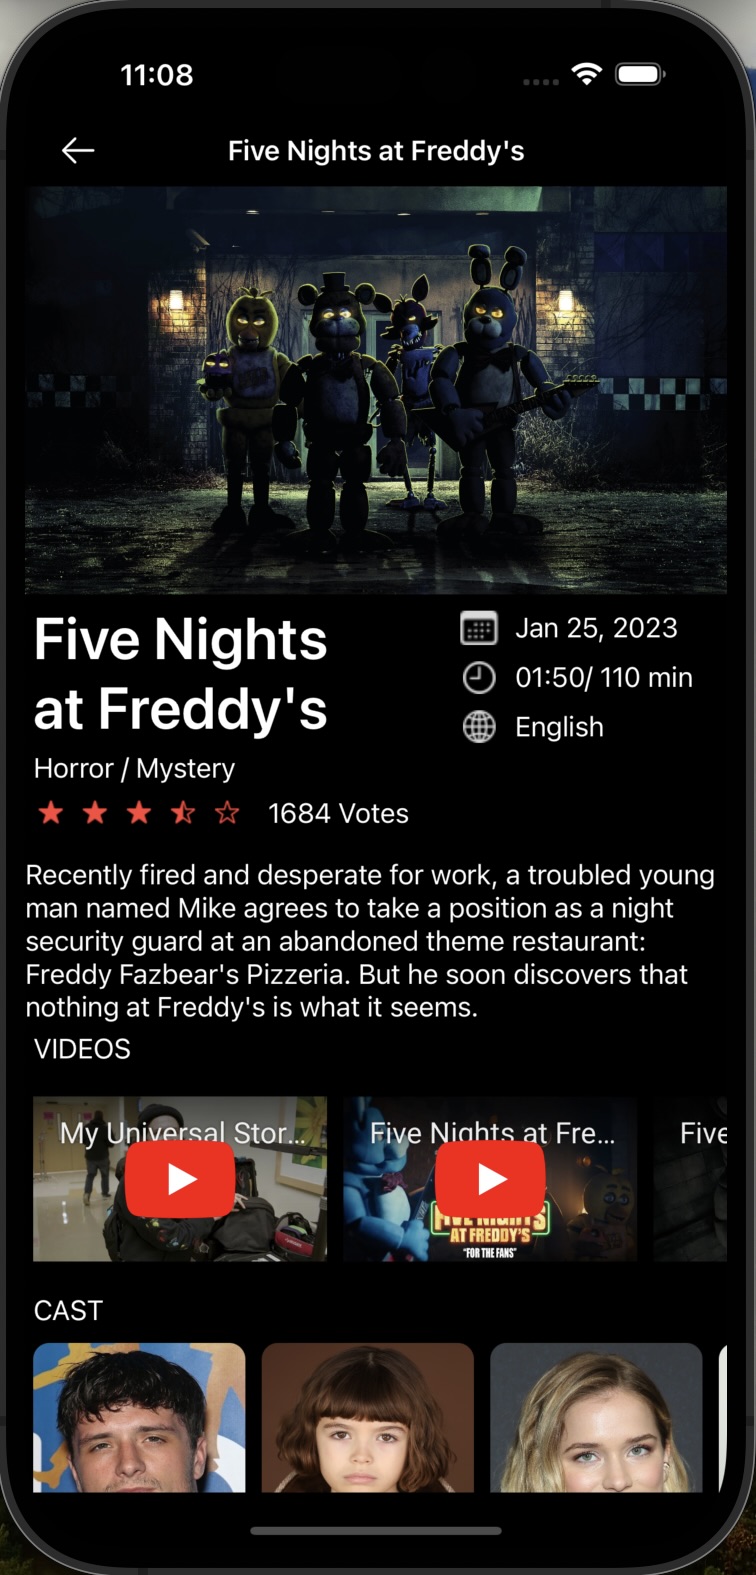 11:08
Five Nights at Freddy's
Five Nights
at Freddy's
Jan 25, 2023
01:50/ 110 min
English
Horror / Mystery
1684 Votes
Recently fired and desperate for work, a troubled young
man named Mike agrees to take a position as a night
security guard at an abandoned theme restaurant:
Freddy Fazbear's Pizzeria. But he soon discovers that
nothing at Freddy's is what it seems.
VIDEOS
My Universal Stor...
Five Nights at Fre...
Five
FIVE NIGHTS
AT FREDDY'S
"FOR THE FANS"
CAST